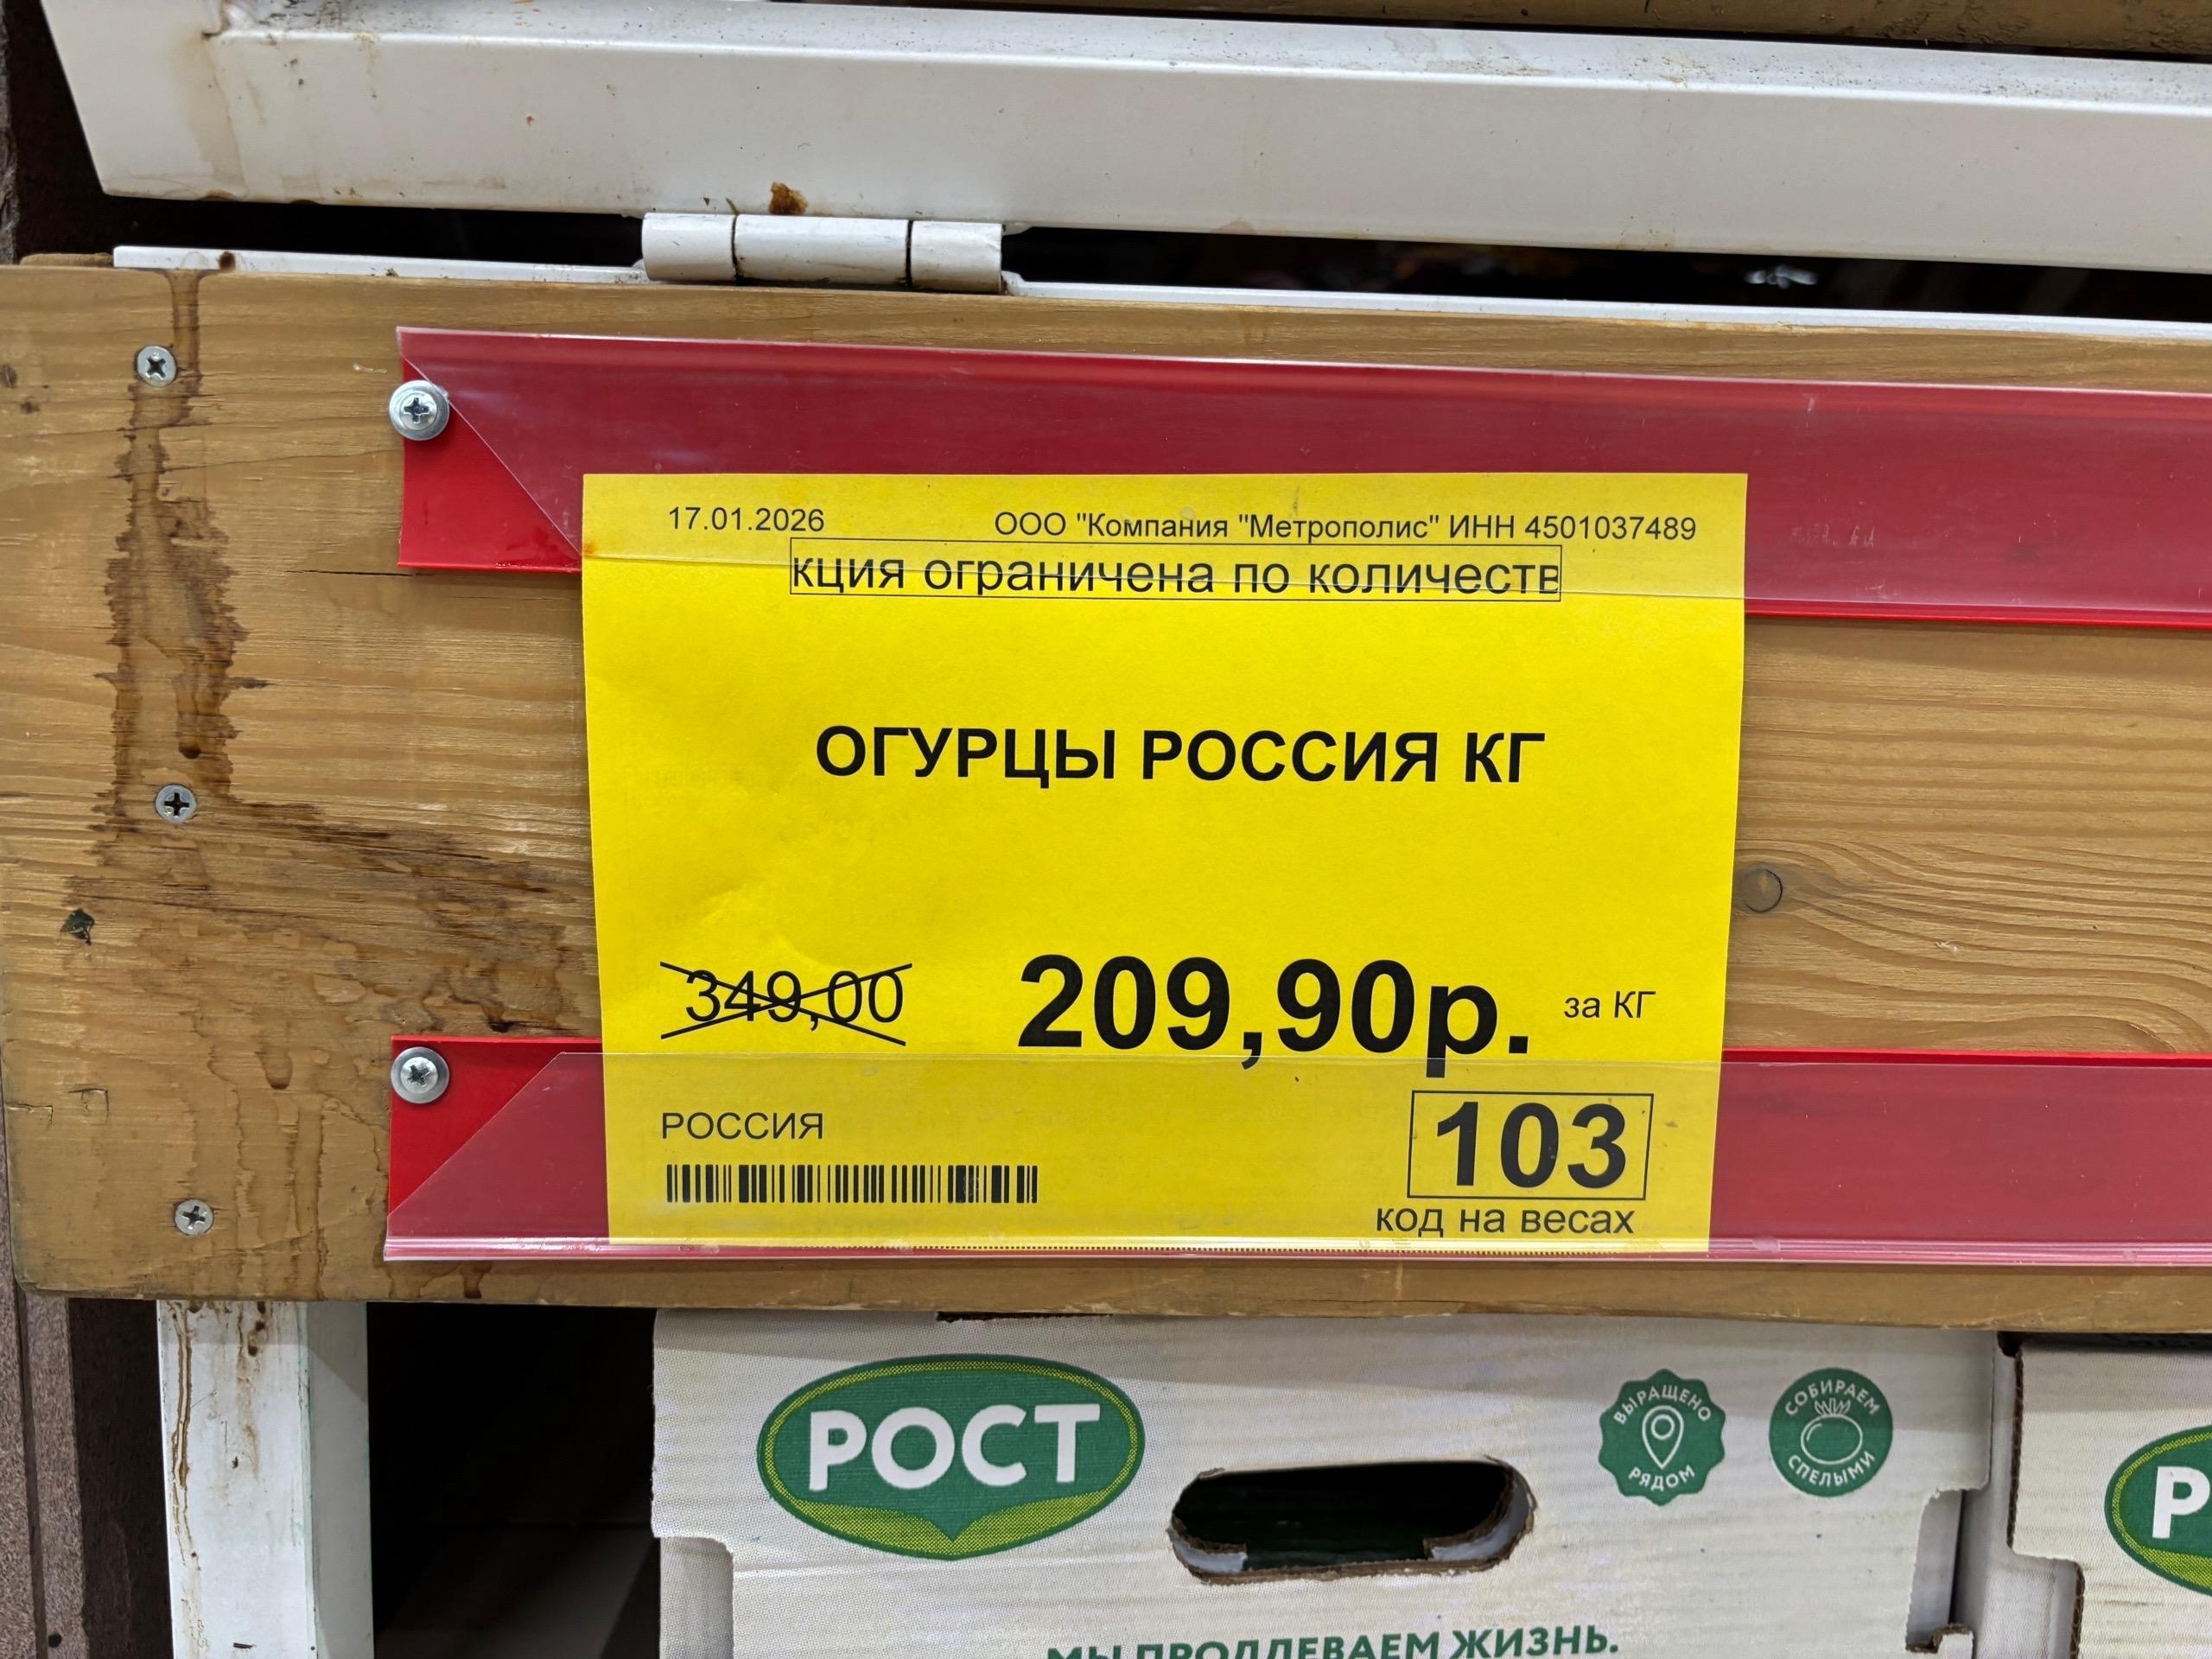 17.01.2026 ООО "Компания "Метрополис" ИНН 4501037489
кция ограничена по количеств
ОГУРЦЫ РОССИЯ КГ
349,00 209,90р. за КГ
РОССИЯ
103
код на весах
РОСТ
ВЫРАЩЕНО РЯДОМ
СОБИРАЕМ СПЕЛЫМИ
Р
МЫ ПРОДЛЕВАЕМ ЖИЗНЬ.